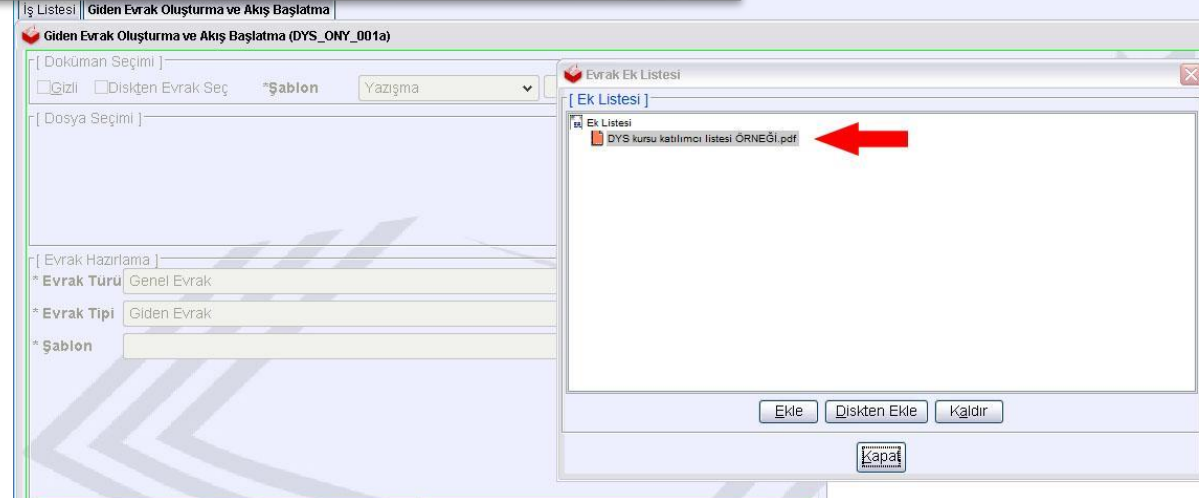 İş Listesi Giden Evrak Oluşturma ve Akış Başlatma
Giden Evrak Oluşturma ve Akış Başlatma (DYS_ONY_001a)
[ Doküman Seçimi ]
Gizli Diskten Evrak Seç *Şablon Yazışma
[ Dosya Seçimi ]
[ Evrak Hazırlama ]
* Evrak Türü Genel Evrak
* Evrak Tipi Giden Evrak
* Şablon
Evrak Ek Listesi
[ Ek Listesi ]
Ek Listesi
DYS kursu katılımcı listesi ÖRNEĞİ.pdf
Ekle Diskten Ekle Kaldır
Kapat